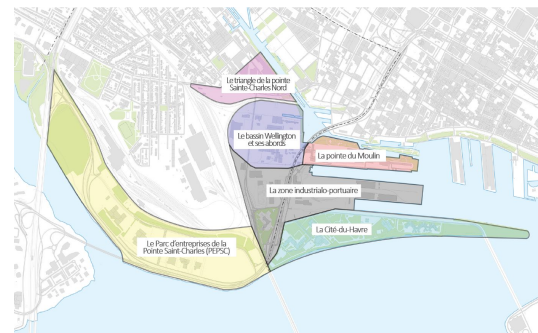 Le triangle de la pointe
Sainte-Charles Nord
Le bassin Wellington
et ses abords
La pointe du Moulin
La zone industrialo-portuaire
La Cité-du-Havre
Le Parc d'entreprises de la
Pointe Saint-Charles (PEPSC)